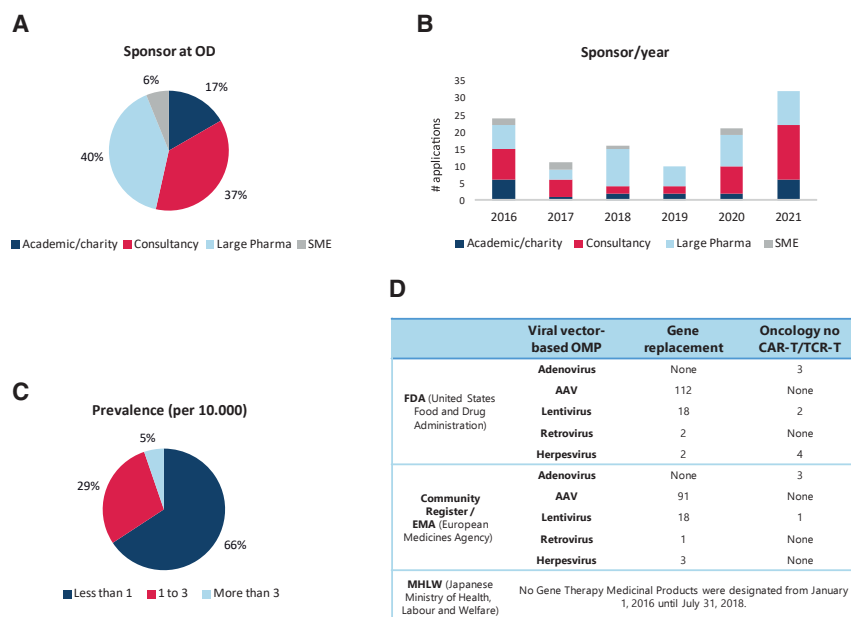 A
Sponsor at OD
6%
17%
40%
37%
Academic/charity Consultancy Large Pharma SME
B
Sponsor/year
# applications
35
30
25
20
15
10
5
0
2016 2017 2018 2019 2020 2021
Academic/charity Consultancy Large Pharma SME
C
Prevalence (per 10.000)
5%
29%
66%
Less than 1 1 to 3 More than 3
D
Viral vector-based OMP Gene replacement Oncology no CAR-T/TCR-T
FDA (United States
Food and Drug
Administration)
Adenovirus None 3
AAV 112 None
Lentivirus 18 2
Retrovirus 2 None
Herpesvirus 2 4
Community
Register /
EMA (European
Medicines Agency)
Adenovirus None 3
AAV 91 None
Lentivirus 18 1
Retrovirus 1 None
Herpesvirus 3 None
MHLW (Japanese
Ministry of Health,
Labour and Welfare)
No Gene Therapy Medicinal Products were designated from January
1, 2016 until July 31, 2018.